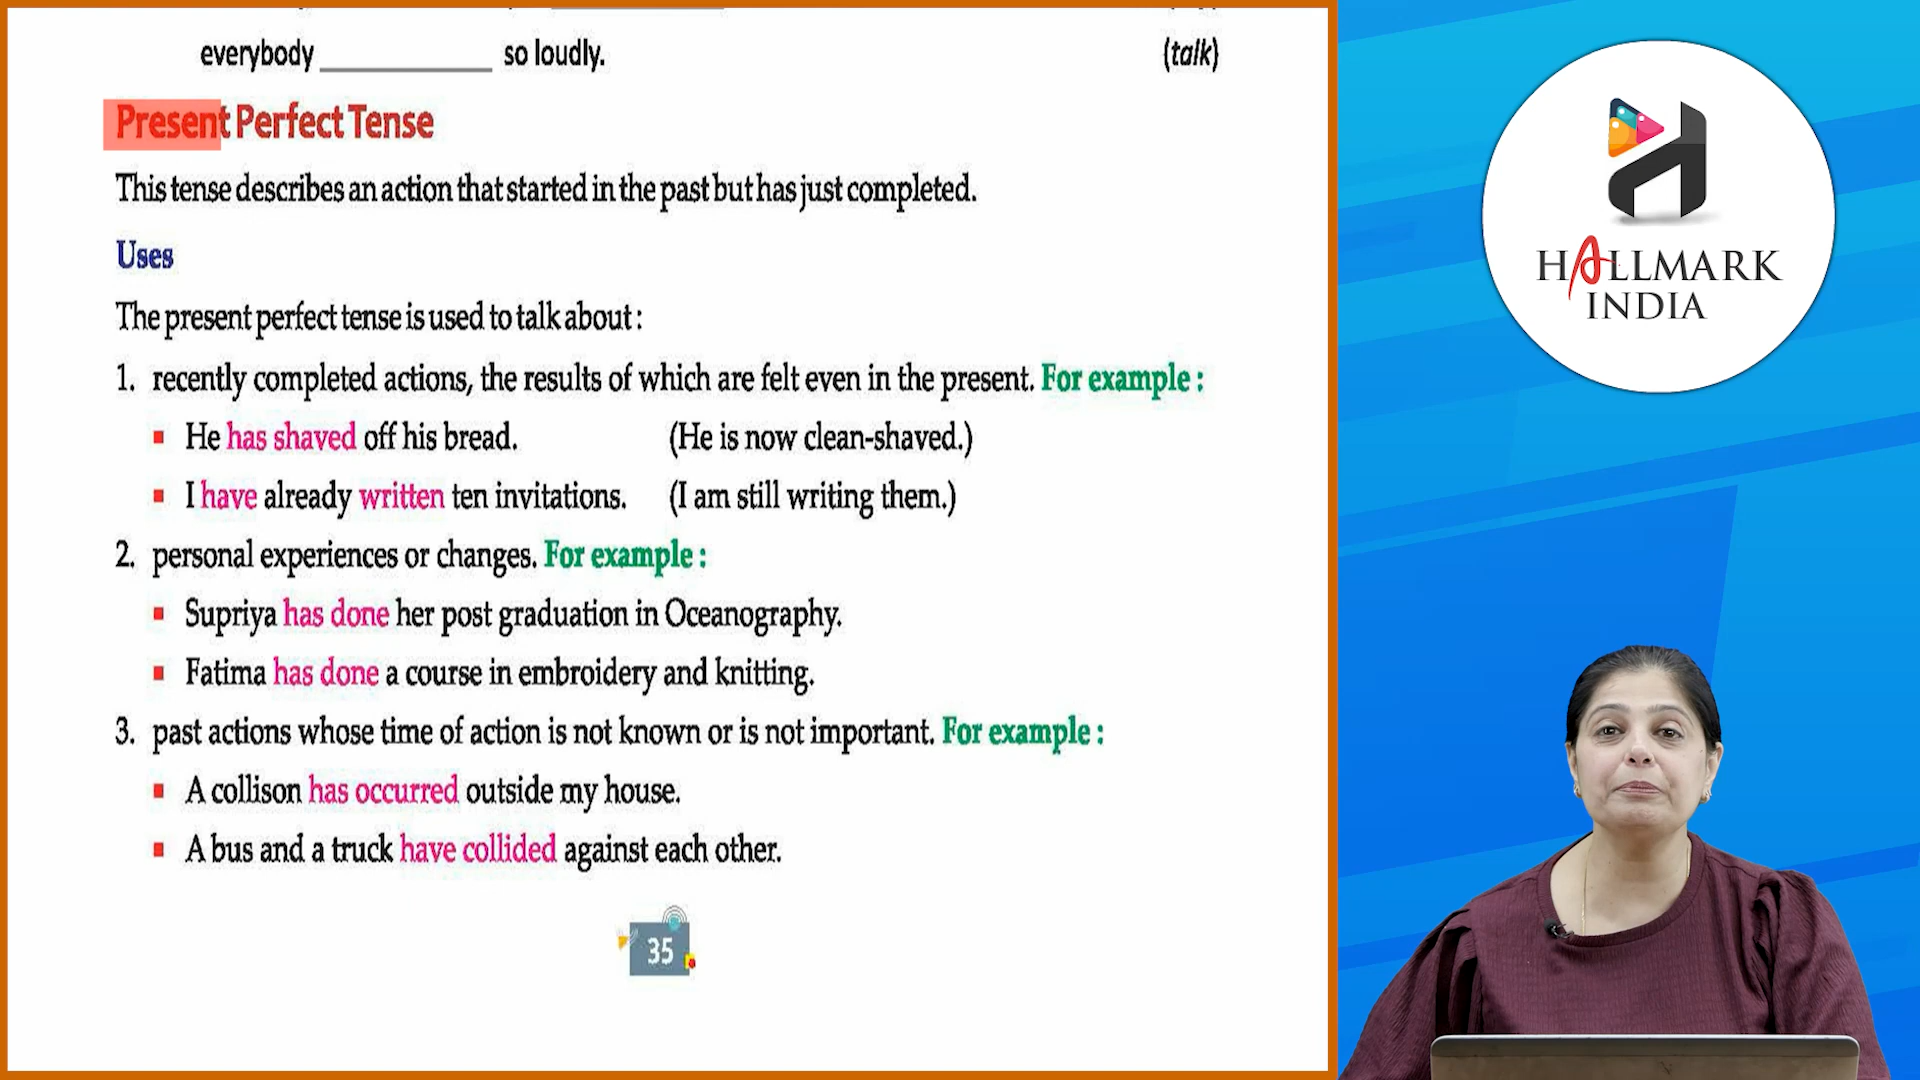 everybody ____________ so loudly. (talk)
Present Perfect Tense
This tense describes an action that started in the past but has just completed.
Uses
The present perfect tense is used to talk about :
1. recently completed actions, the results of which are felt even in the present. For example :
▪ He has shaved off his bread. (He is now clean-shaved.)
▪ I have already written ten invitations. (I am still writing them.)
2. personal experiences or changes. For example :
▪ Supriya has done her post graduation in Oceanography.
▪ Fatima has done a course in embroidery and knitting.
3. past actions whose time of action is not known or is not important. For example :
▪ A collison has occurred outside my house.
▪ A bus and a truck have collided against each other.
35
HALLMARK
INDIA